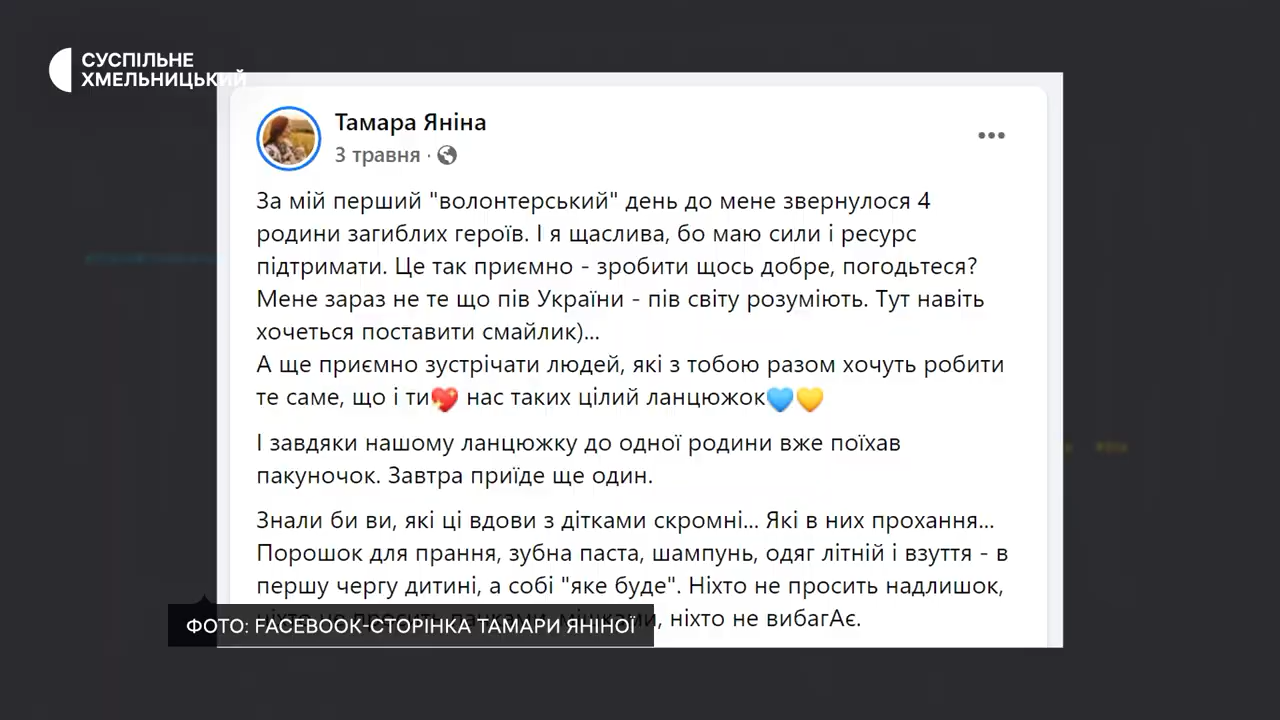 СУСПІЛЬНЕ
ХМЕЛЬНИЦЬКИЙ
Тамара Яніна
3 травня ·
За мій перший "волонтерський" день до мене звернулося 4
родини загиблих героїв. І я щаслива, бо маю сили і ресурс
підтримати. Це так приємно - зробити щось добре, погодьтеся?
Мене зараз не те що пів України - пів світу розуміють. Тут навіть
хочеться поставити смайлик)...
А ще приємно зустрічати людей, які з тобою разом хочуть робити
те саме, що і ти💖 нас таких цілий ланцюжок💙💛
І завдяки нашому ланцюжку до одної родини вже поїхав
пакуночок. Завтра приїде ще один.
Знали би ви, які ці вдови з дітками скромні... Які в них прохання...
Порошок для прання, зубна паста, шампунь, одяг літній і взуття - в
першу чергу дитині, а собі "яке буде". Ніхто не просить надлишок,
ніхто не просить пачками, мішками, ніхто не вибагАє.
ФОТО: FACEBOOK-СТОРІНКА ТАМАРИ ЯНІНОЇ